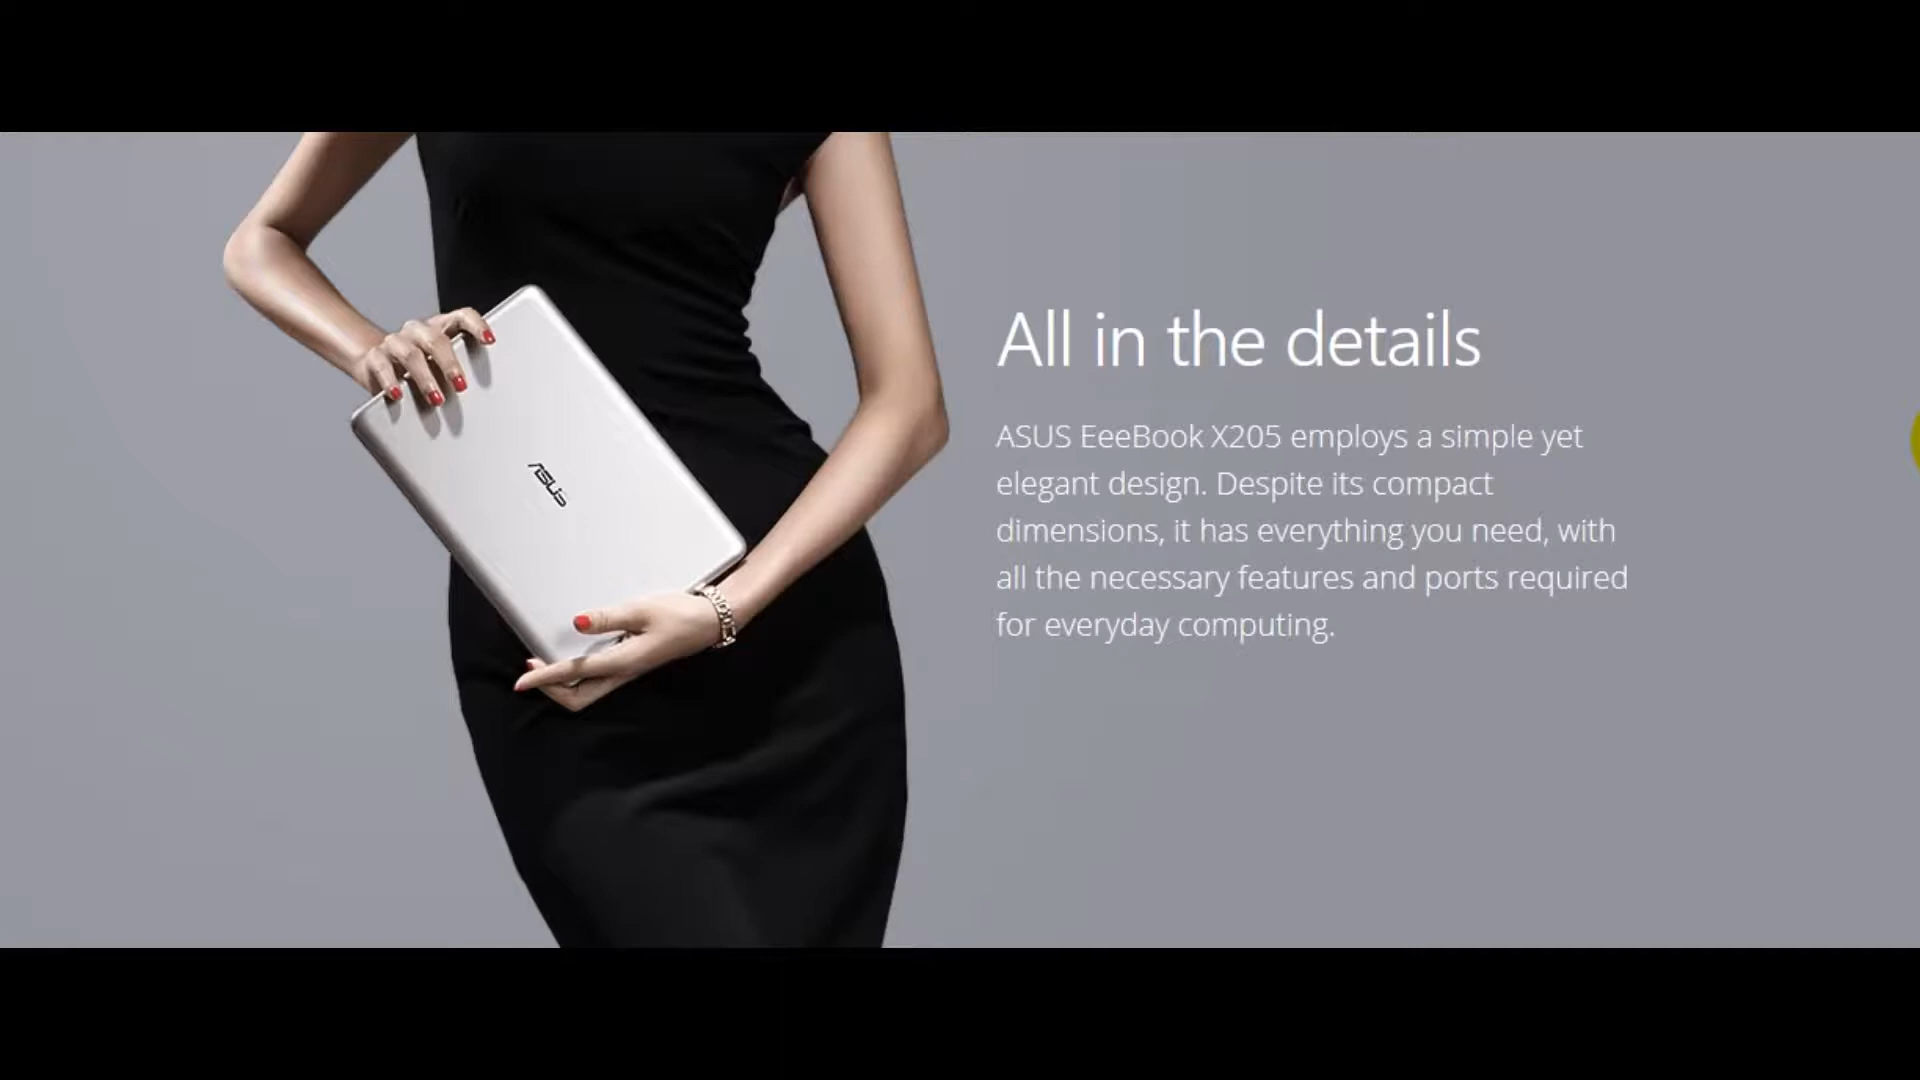 ASUS
All in the details
ASUS EeeBook X205 employs a simple yet
elegant design. Despite its compact
dimensions, it has everything you need, with
all the necessary features and ports required
for everyday computing.